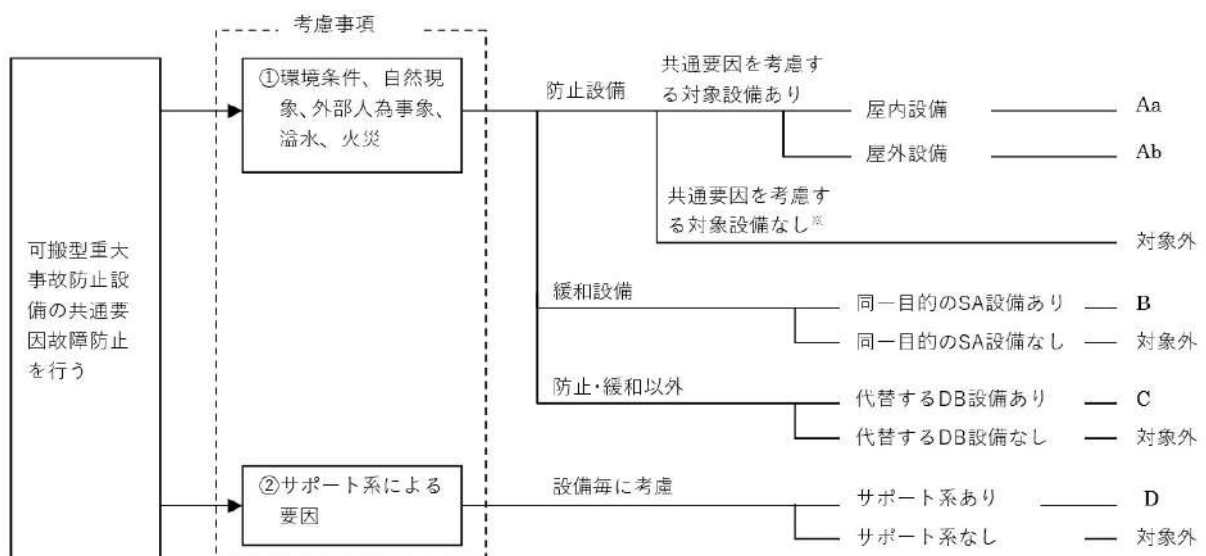 考慮事項
可搬型重大
事故防止設
備の共通要
因故障防止
を行う
①環境条件、自然現
象、外部人為事象、
溢水、火災
防止設備
共通要因を考慮す
る対象設備あり
屋内設備
Aa
屋外設備
Ab
共通要因を考慮す
る対象設備なし※
対象外
緩和設備
同一目的のSA設備あり
B
同一目的のSA設備なし
対象外
防止･緩和以外
代替するDB設備あり
C
代替するDB設備なし
対象外
②サポート系による
要因
設備毎に考慮
サポート系あり
D
サポート系なし
対象外